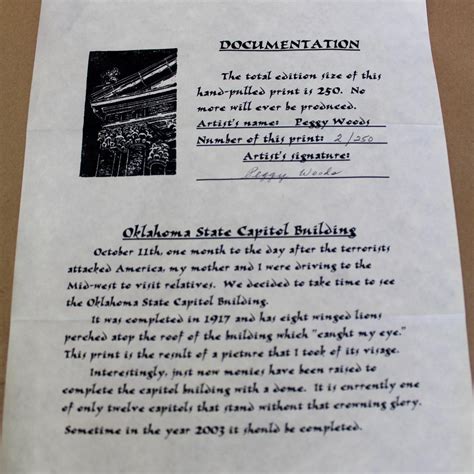 DOCUMENTATION
The total edition size of this
hand-pulled print is 250. No
more will ever be produced.
Artist's name: Peggy Woods
Number of this print: 2/250
Artist's signature:
Peggy Woods
Oklahoma State Capitol Building
October 11th, one month to the day after the terrorists
attacked America, my mother and I were driving to the
Mid-west to visit relatives. We decided to take time to see
the Oklahoma State Capitol Building.
It was completed in 1917 and has eight winged lions
perched atop the roof of the building which "caught my eye."
This print is the result of a picture that I took of its visage.
Interestingly, just now monies have been raised to
complete the capitol building with a dome. It is currently one
of only twelve capitols that stand without that crowning glory.
Sometime in the year 2003 it should be completed.